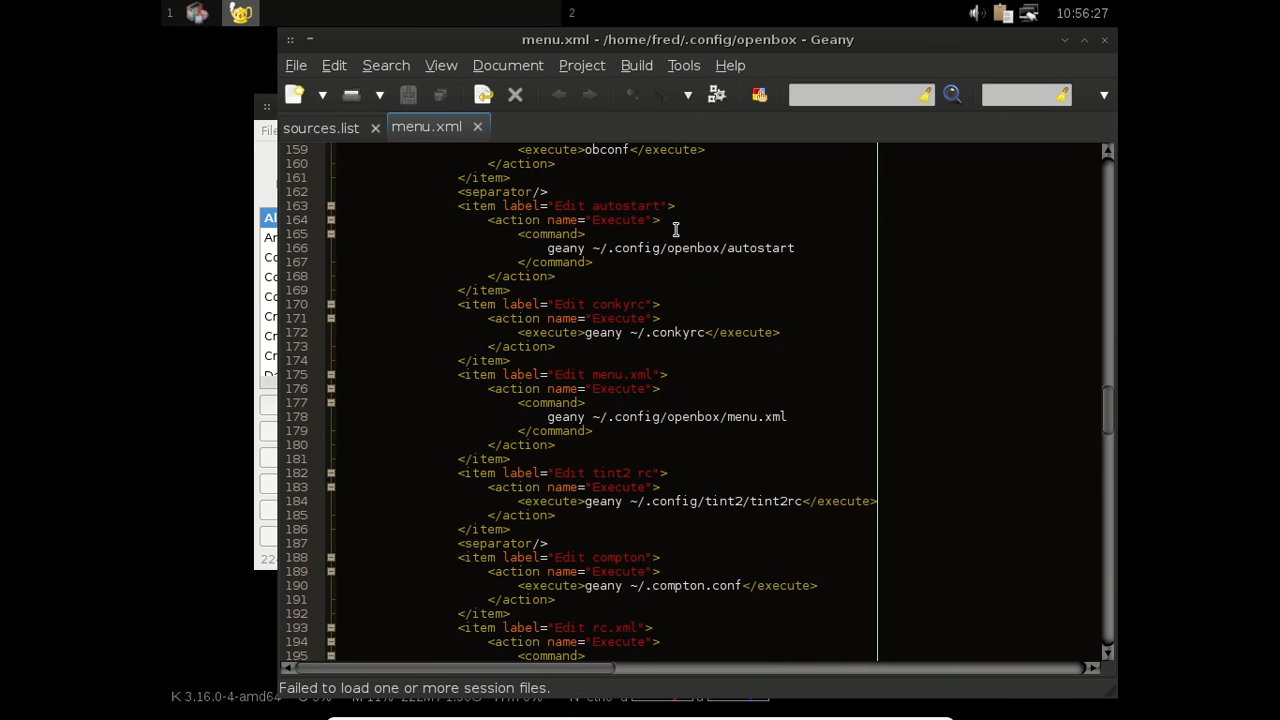 1
2
10:56:27
menu.xml - /home/fred/.config/openbox - Geany
File Edit Search View Document Project Build Tools Help
sources.list menu.xml
159 <execute>obconf</execute>
160 </action>
161 </item>
162 <separator/>
163 <item label="Edit autostart">
164 <action name="Execute">
165 <command>
166 geany ~/.config/openbox/autostart
167 </command>
168 </action>
169 </item>
170 <item label="Edit conkyrc">
171 <action name="Execute">
172 <execute>geany ~/.conkyrc</execute>
173 </action>
174 </item>
175 <item label="Edit menu.xml">
176 <action name="Execute">
177 <command>
178 geany ~/.config/openbox/menu.xml
179 </command>
180 </action>
181 </item>
182 <item label="Edit tint2 rc">
183 <action name="Execute">
184 <execute>geany ~/.config/tint2/tint2rc</execute>
185 </action>
186 </item>
187 <separator/>
188 <item label="Edit compton">
189 <action name="Execute">
190 <execute>geany ~/.compton.conf</execute>
191 </action>
192 </item>
193 <item label="Edit rc.xml">
194 <action name="Execute">
195 <command>
Failed to load one or more session files.
K 3.16.0-4-amd64